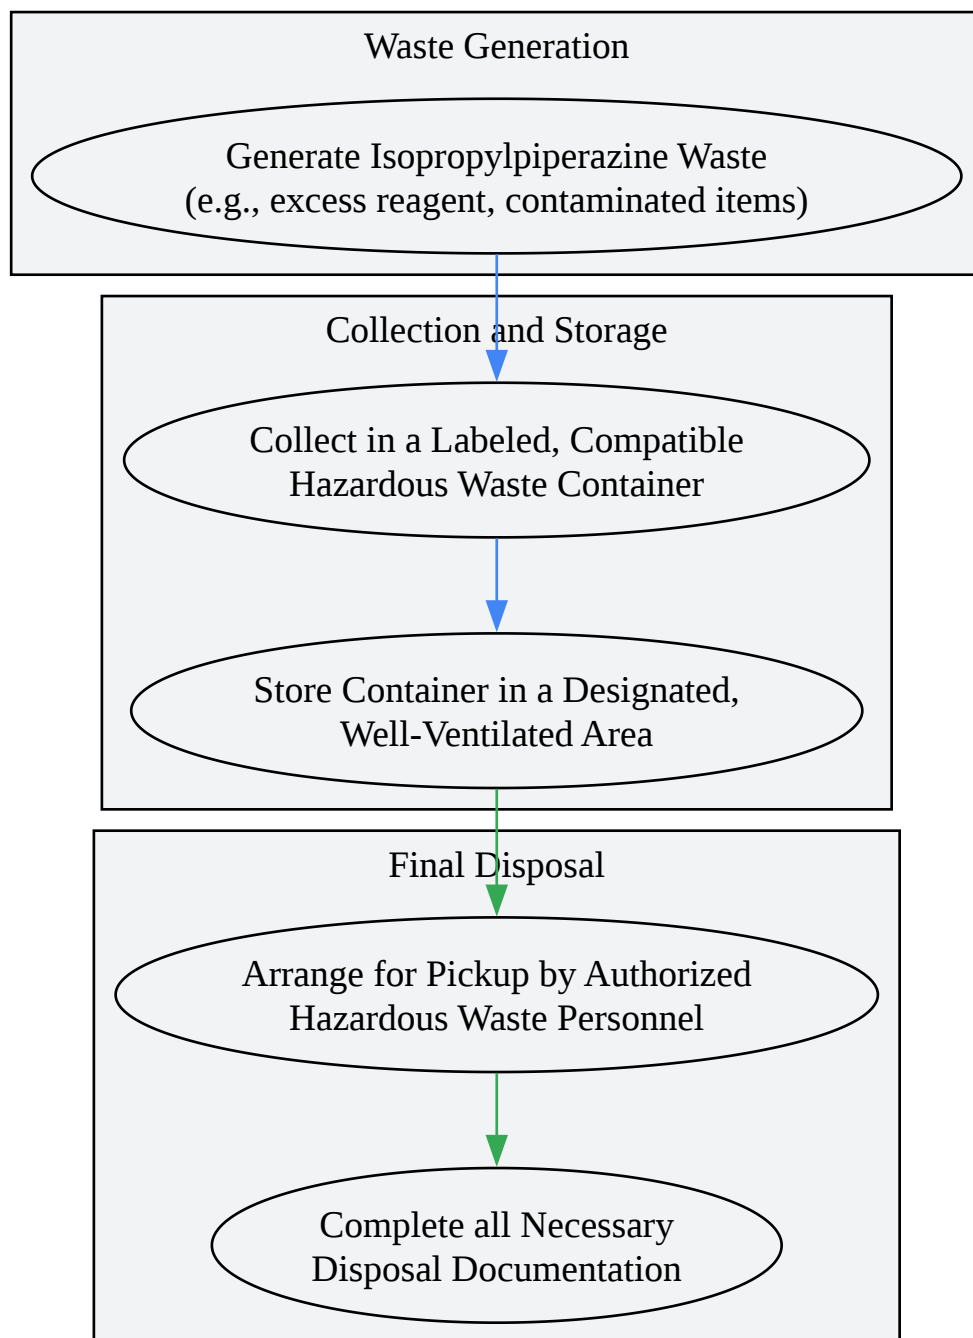 Waste Generation
Generate Isopropylpiperazine Waste
(e.g., excess reagent, contaminated items)
Collection and Storage
Collect in a Labeled, Compatible
Hazardous Waste Container
Store Container in a Designated,
Well-Ventilated Area
Final Disposal
Arrange for Pickup by Authorized
Hazardous Waste Personnel
Complete all Necessary
Disposal Documentation